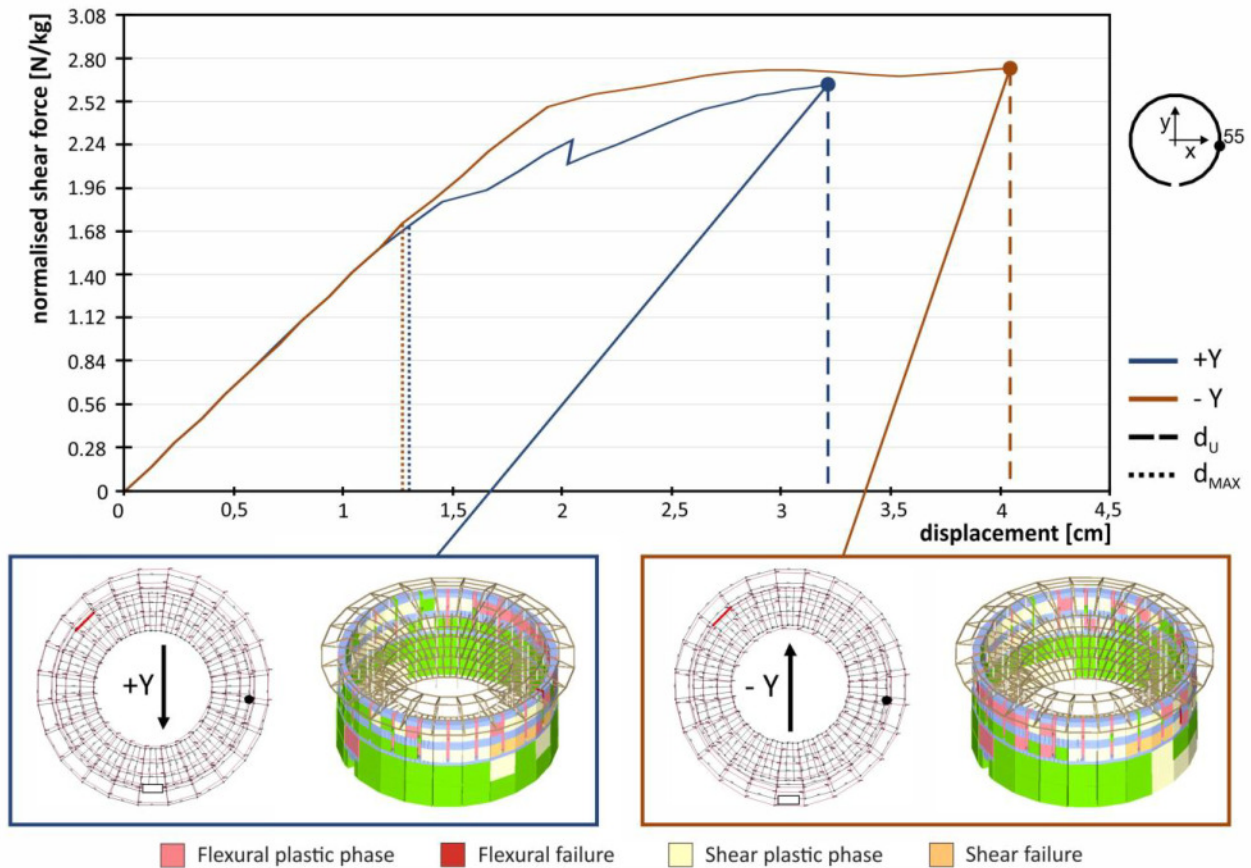 normalised shear force [N/kg]
3.08
2.80
2.52
2.24
1.96
1.68
1.40
1.12
0.84
0.56
0.28
0
0
0,5
1
1,5
2
2,5
3
3,5
4
4,5
displacement [cm]
y
x
55
+Y
- Y
dU
dMAX
+Y
- Y
Flexural plastic phase
Flexural failure
Shear plastic phase
Shear failure